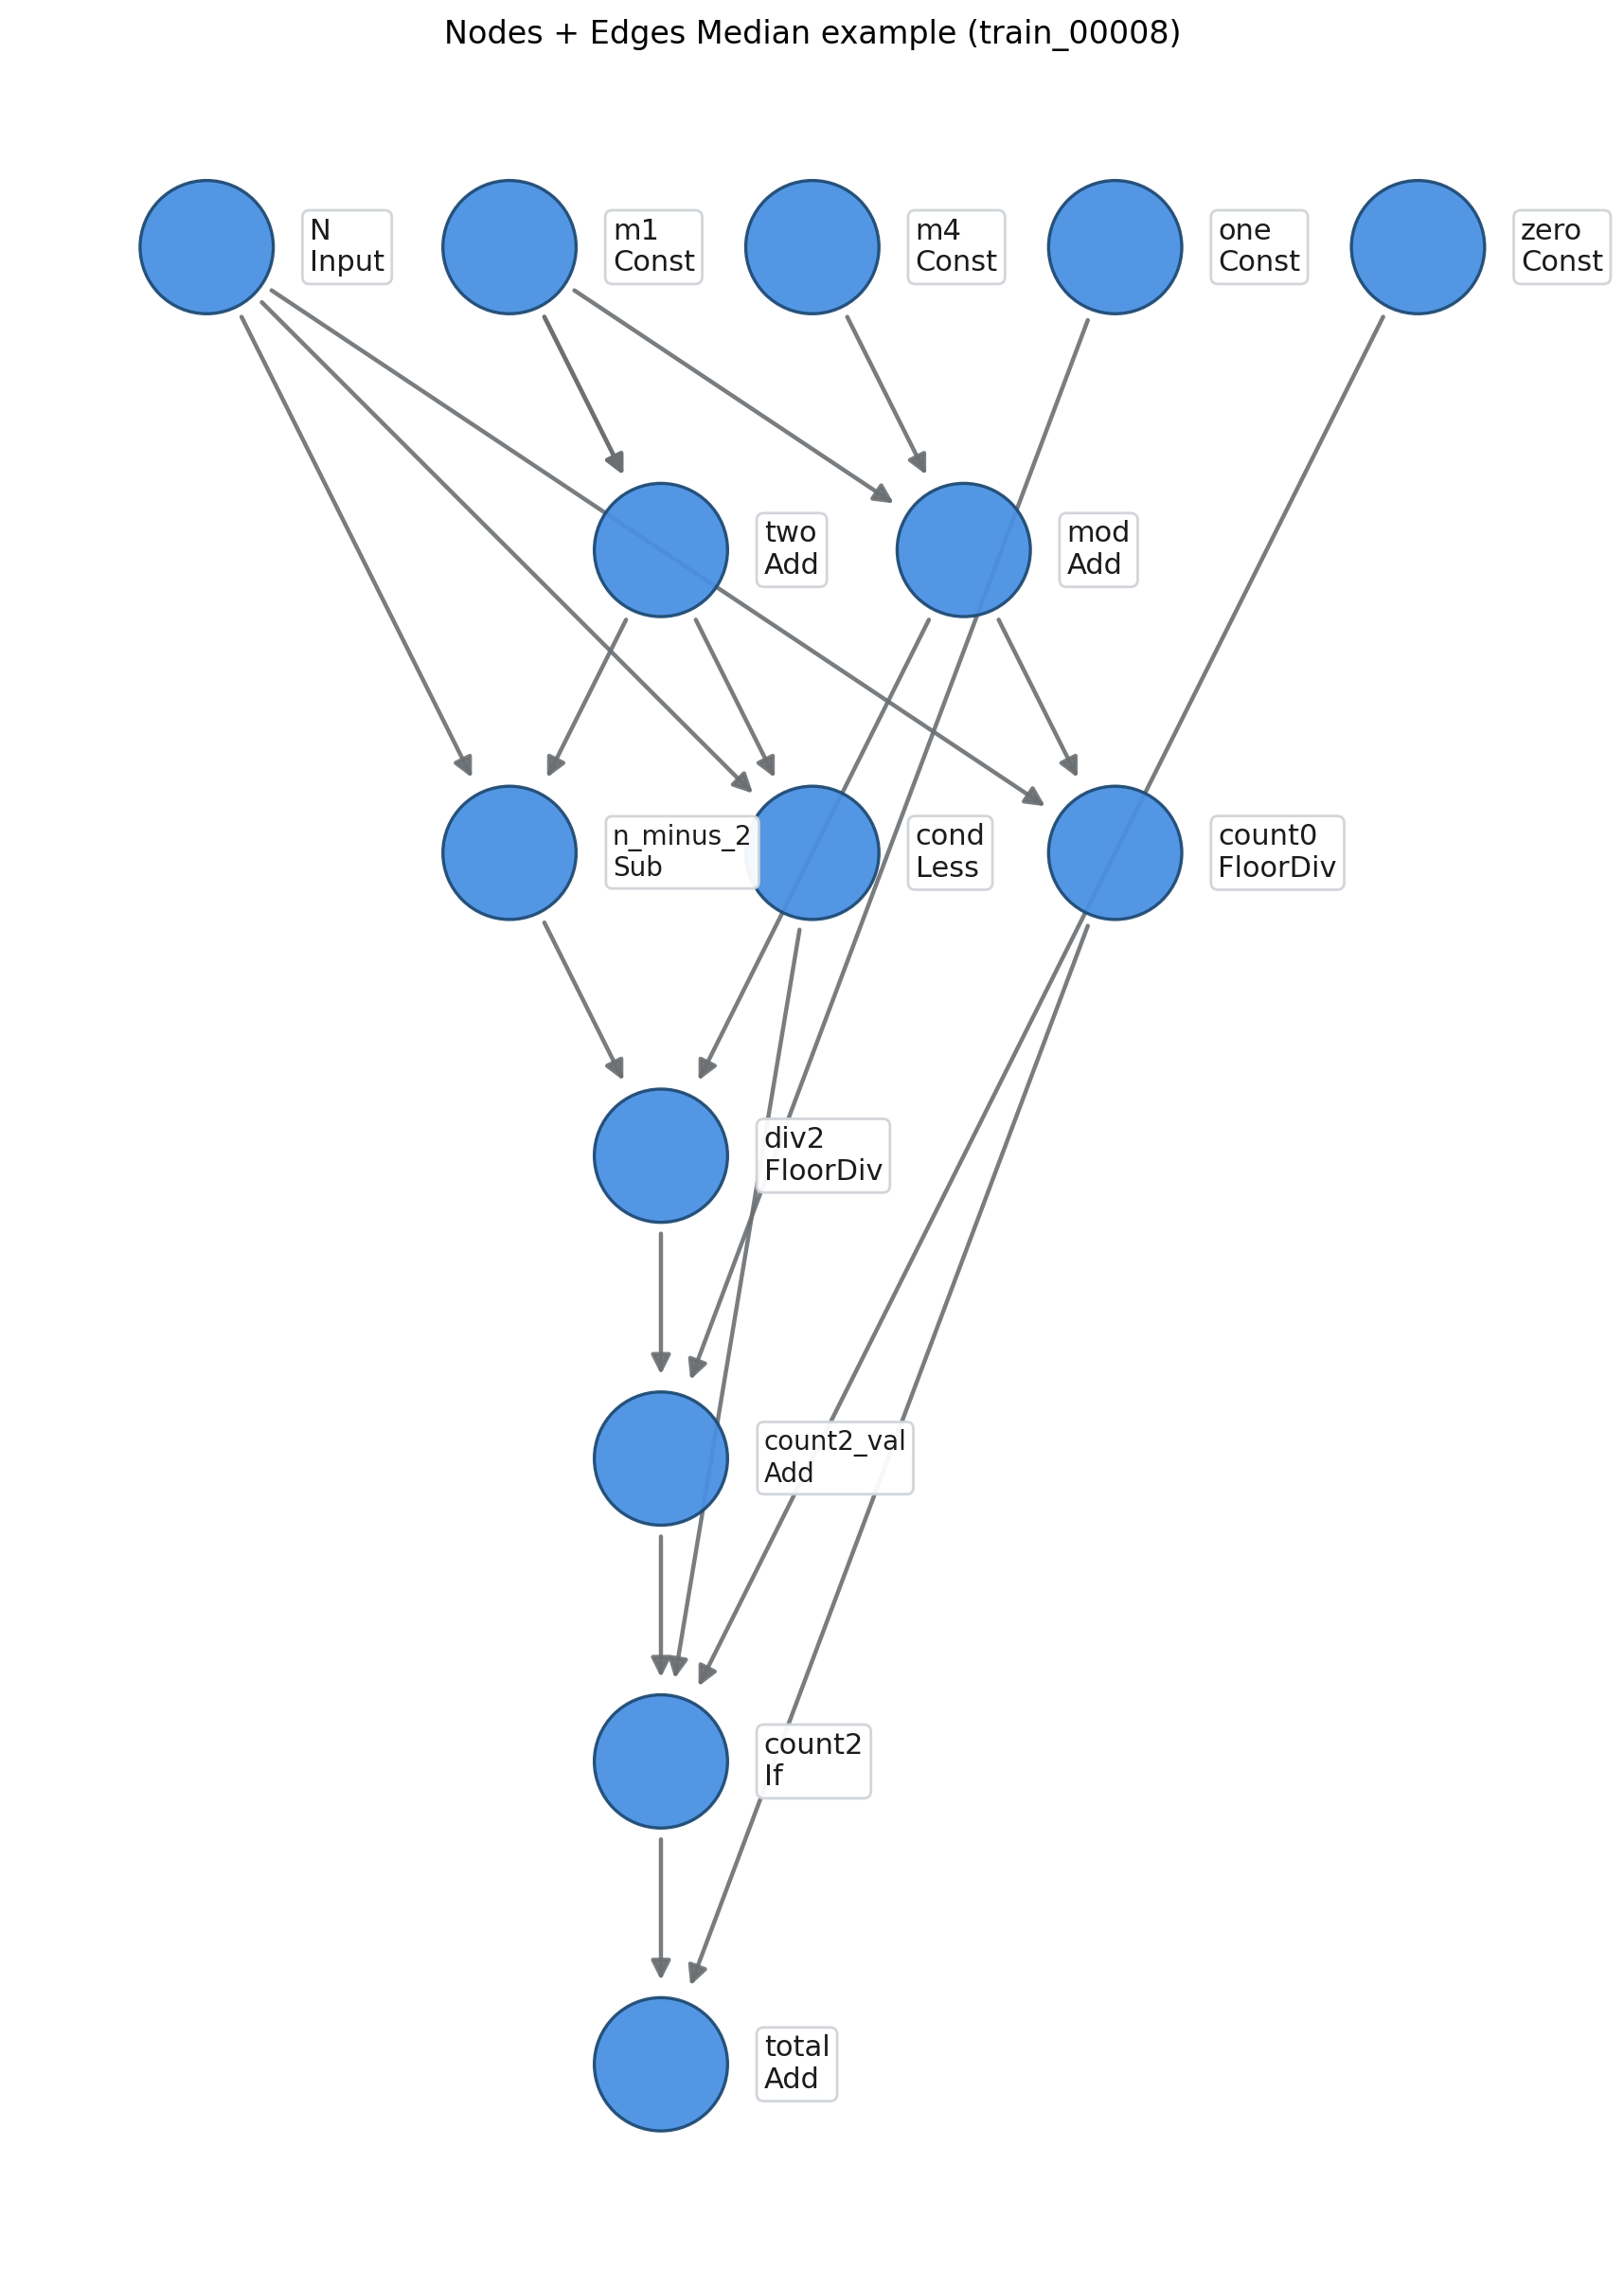 Nodes + Edges Median example (train_00008)
N
Input
m1
Const
m4
Const
one
Const
zero
Const
two
Add
mod
Add
n_minus_2
Sub
cond
Less
count0
FloorDiv
div2
FloorDiv
count2_val
Add
count2
If
total
Add